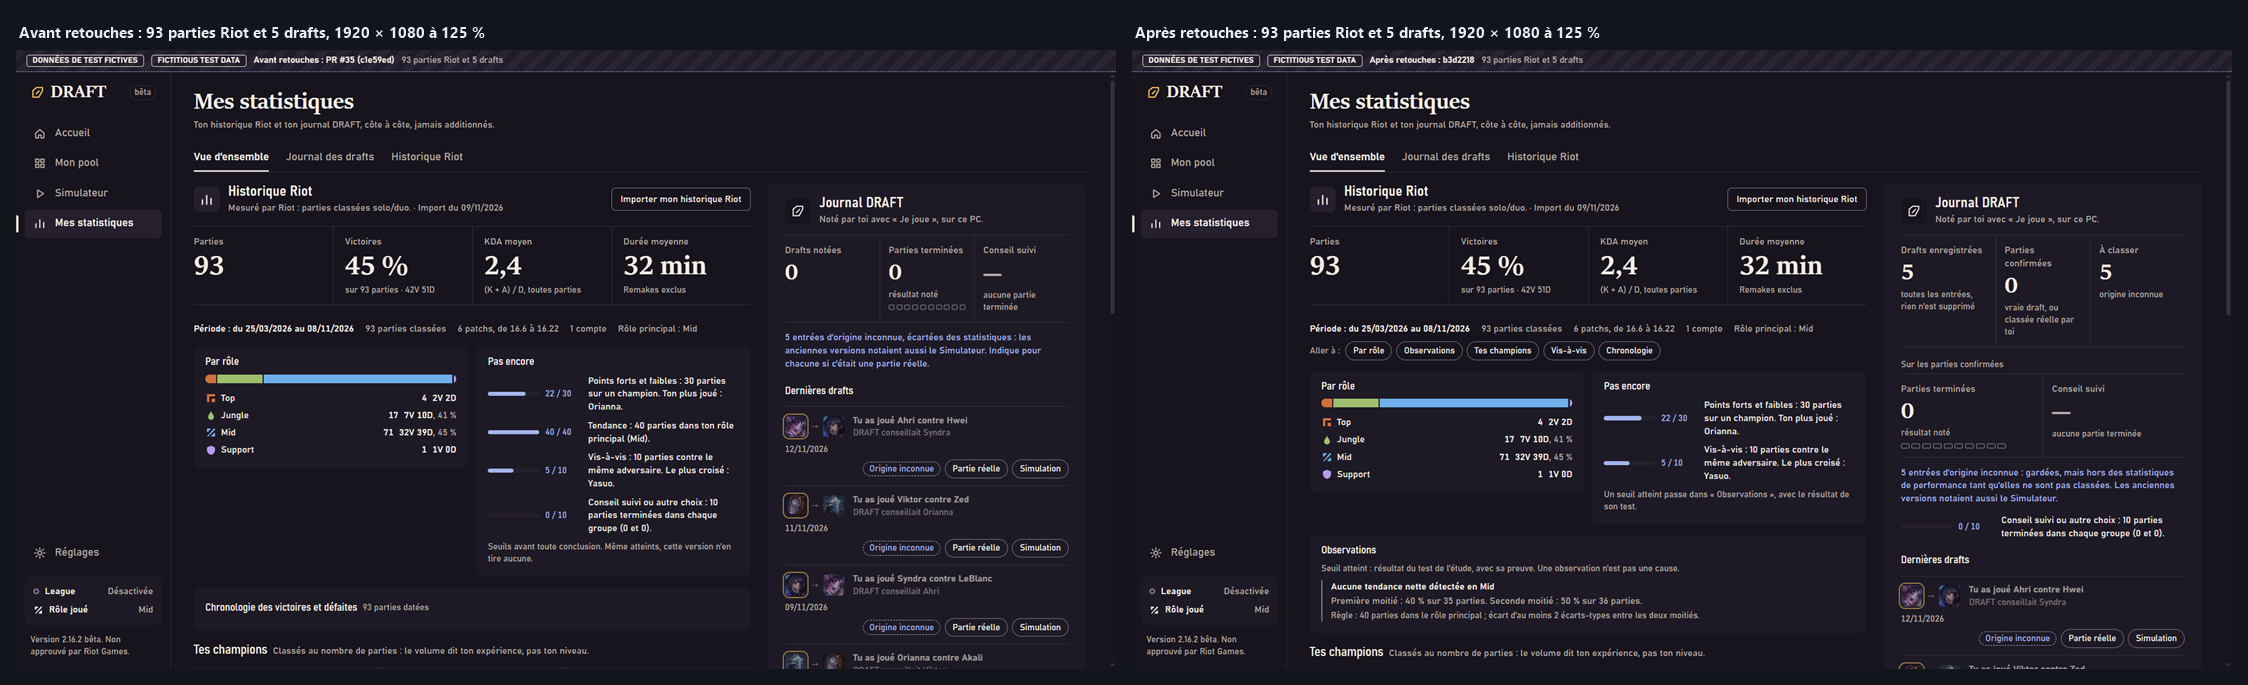 Avant retouches : 93 parties Riot et 5 drafts, 1920 × 1080 à 125 %
DONNÉES DE TEST FICTIVES
FICTITIOUS TEST DATA
Avant retouches : PR #35 (c1e59ed)
93 parties Riot et 5 drafts
DRAFT
bêta
Accueil
Mon pool
Simulateur
Mes statistiques
Réglages
League Désactivée
Rôle joué Mid
Version 2.16.2 bêta. Non
approuvé par Riot Games.
Mes statistiques
Ton historique Riot et ton journal DRAFT, côte à côte, jamais additionnés.
Vue d'ensemble
Journal des drafts
Historique Riot
Historique Riot
Mesuré par Riot : parties classées solo/duo. · Import du 09/11/2026
Importer mon historique Riot
Parties
93
Victoires
45 %
sur 93 parties · 42V 51D
KDA moyen
2,4
(K + A) / D, toutes parties
Durée moyenne
32 min
Remakes exclus
Période : du 25/03/2026 au 08/11/2026
93 parties classées
6 patchs, de 16.6 à 16.22
1 compte
Rôle principal : Mid
Par rôle
Top 4 2V 2D
Jungle 17 7V 10D, 41 %
Mid 71 32V 39D, 45 %
Support 1 1V 0D
Pas encore
22 / 30
Points forts et faibles : 30 parties
sur un champion. Ton plus joué :
Orianna.
40 / 40
Tendance : 40 parties dans ton rôle
principal (Mid).
5 / 10
Vis-à-vis : 10 parties contre le
même adversaire. Le plus croisé :
Yasuo.
0 / 10
Conseil suivi ou autre choix : 10
parties terminées dans chaque
groupe (0 et 0).
Seuils avant toute conclusion. Même atteints, cette version n'en
tire aucune.
Chronologie des victoires et défaites 93 parties datées
Tes champions Classés au nombre de parties : le volume dit ton expérience, pas ton niveau.
Journal DRAFT
Noté par toi avec « Je joue », sur ce PC.
Drafts notées
0
Parties terminées
0
résultat noté
Conseil suivi
—
aucune partie
terminée
5 entrées d'origine inconnue, écartées des statistiques : les
anciennes versions notaient aussi le Simulateur. Indique pour
chacune si c'était une partie réelle.
Dernières drafts
Tu as joué Ahri contre Hwei
DRAFT conseillait Syndra
12/11/2026
Origine inconnue
Partie réelle
Simulation
Tu as joué Viktor contre Zed
DRAFT conseillait Orianna
11/11/2026
Origine inconnue
Partie réelle
Simulation
Tu as joué Syndra contre LeBlanc
DRAFT conseillait Ahri
09/11/2026
Origine inconnue
Partie réelle
Simulation
Tu as joué Orianna contre Akali
Après retouches : 93 parties Riot et 5 drafts, 1920 × 1080 à 125 %
DONNÉES DE TEST FICTIVES
FICTITIOUS TEST DATA
Après retouches : b3d2218
93 parties Riot et 5 drafts
DRAFT
bêta
Accueil
Mon pool
Simulateur
Mes statistiques
Réglages
League Désactivée
Rôle joué Mid
Version 2.16.2 bêta. Non
approuvé par Riot Games.
Mes statistiques
Ton historique Riot et ton journal DRAFT, côte à côte, jamais additionnés.
Vue d'ensemble
Journal des drafts
Historique Riot
Historique Riot
Mesuré par Riot : parties classées solo/duo. · Import du 09/11/2026
Importer mon historique Riot
Parties
93
Victoires
45 %
sur 93 parties · 42V 51D
KDA moyen
2,4
(K + A) / D, toutes parties
Durée moyenne
32 min
Remakes exclus
Période : du 25/03/2026 au 08/11/2026
93 parties classées
6 patchs, de 16.6 à 16.22
1 compte
Rôle principal : Mid
Aller à :
Par rôle
Observations
Tes champions
Vis-à-vis
Chronologie
Par rôle
Top 4 2V 2D
Jungle 17 7V 10D, 41 %
Mid 71 32V 39D, 45 %
Support 1 1V 0D
Pas encore
22 / 30
Points forts et faibles : 30 parties
sur un champion. Ton plus joué :
Orianna.
5 / 10
Vis-à-vis : 10 parties contre le
même adversaire. Le plus croisé :
Yasuo.
Un seuil atteint passe dans « Observations », avec le résultat de
son test.
Observations
Seuil atteint : résultat du test de l'étude, avec sa preuve. Une observation n'est pas une cause.
Aucune tendance nette détectée en Mid
Première moitié : 40 % sur 35 parties. Seconde moitié : 50 % sur 36 parties.
Règle : 40 parties dans le rôle principal ; écart d'au moins 2 écarts-types entre les deux moitiés.
Tes champions Classés au nombre de parties : le volume dit ton expérience, pas ton niveau.
Journal DRAFT
Noté par toi avec « Je joue », sur ce PC.
Drafts enregistrées
5
toutes les entrées,
rien n'est supprimé
Parties
confirmées
0
vraie draft, ou
classée réelle par
toi
À classer
5
origine inconnue
Sur les parties confirmées
Parties terminées
0
résultat noté
Conseil suivi
—
aucune partie terminée
5 entrées d'origine inconnue : gardées, mais hors des statistiques
de performance tant qu'elles ne sont pas classées. Les anciennes
versions notaient aussi le Simulateur.
0 / 10
Conseil suivi ou autre choix : 10 parties
terminées dans chaque groupe (0 et 0).
Dernières drafts
Tu as joué Ahri contre Hwei
DRAFT conseillait Syndra
12/11/2026
Origine inconnue
Partie réelle
Simulation
Tu as joué Viktor contre Zed